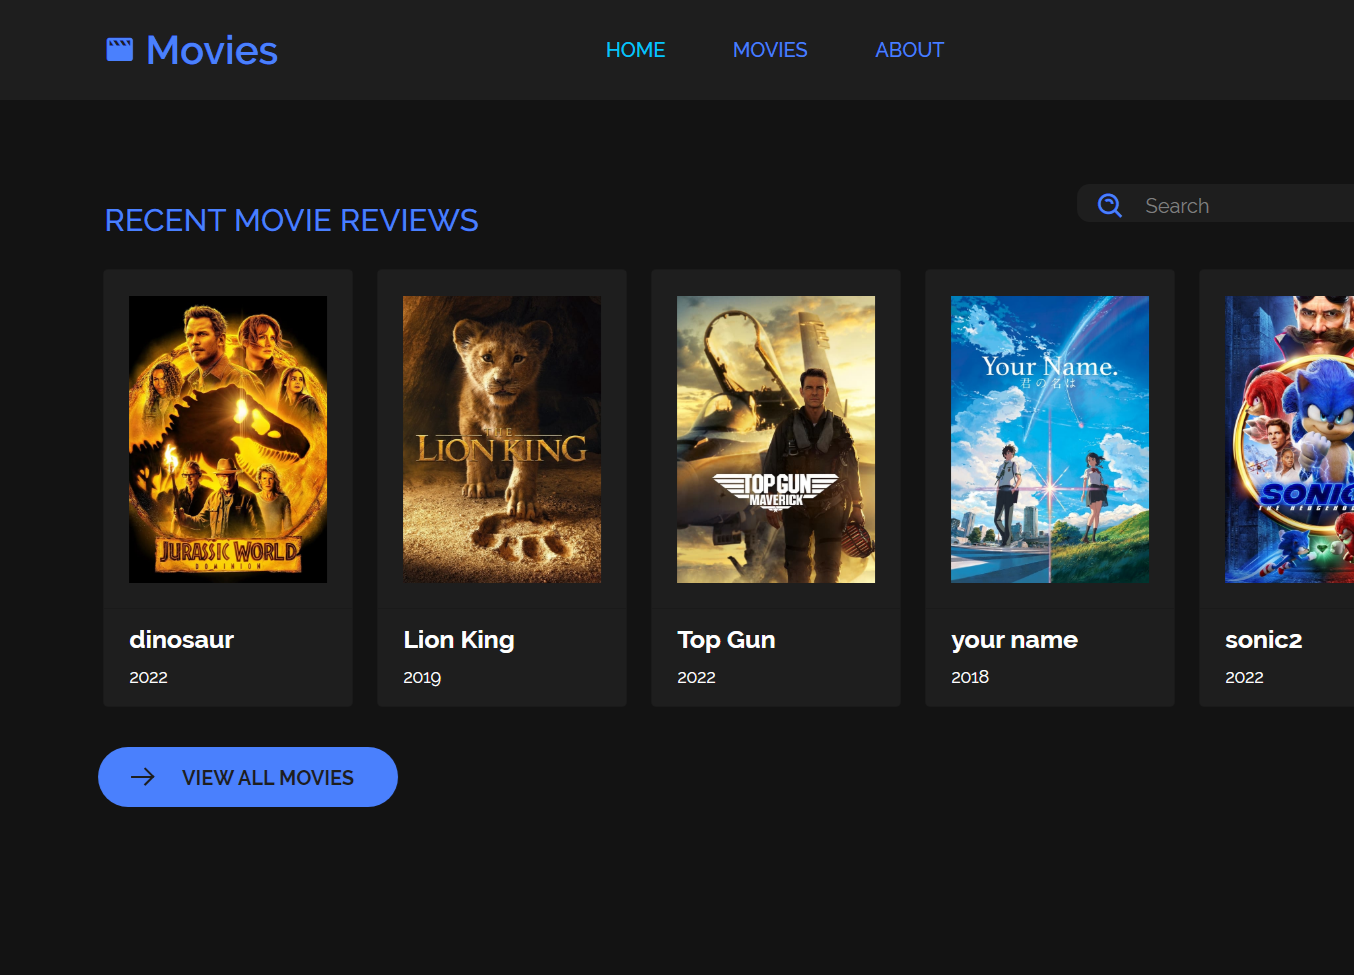 Movies
HOME
MOVIES
ABOUT
RECENT MOVIE REVIEWS
Search
JURASSIC WORLD
DOMINION
THE
LION KING
TOP GUN
MAVERICK
Your Name.
君の名は
SONIC
THE HEDGEHO
dinosaur
2022
Lion King
2019
Top Gun
2022
your name
2018
sonic2
2022
VIEW ALL MOVIES